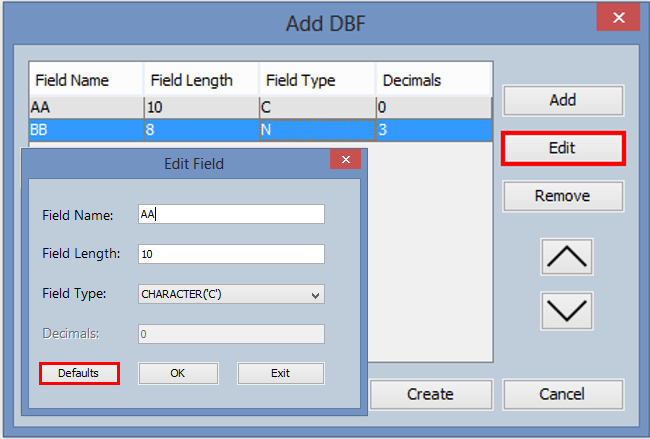 Add DBF
Field Name Field Length Field Type Decimals
AA 10 C 0
BB 8 N 3
Add
Edit
Remove
Edit Field
Field Name: AA
Field Length: 10
Field Type: CHARACTER('C')
Decimals: 0
Defaults OK Exit
Create Cancel